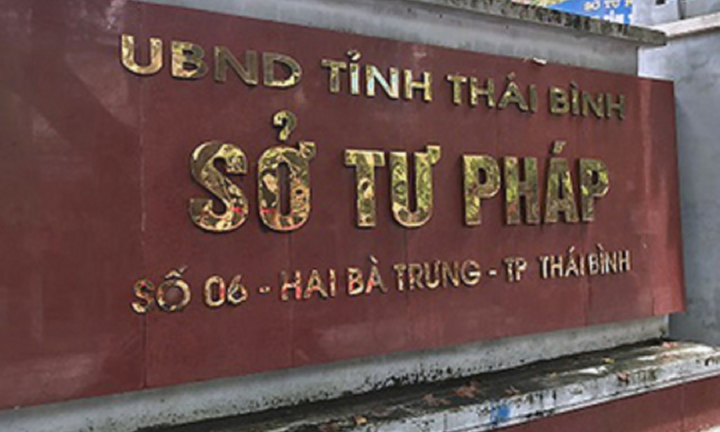 UBND TỈNH THÁI BÌNH
SỞ TƯ PHÁP
SỐ 06 - HAI BÀ TRƯNG - TP THÁI BÌNH